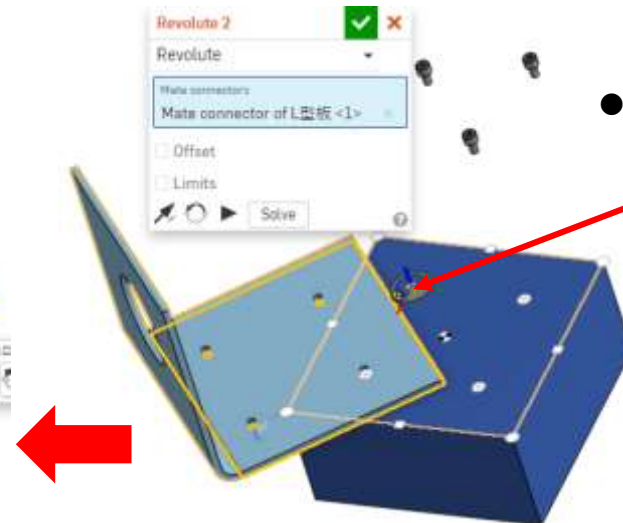 Revolute 2
Revolute
Mate connectors
Mate connector of L型板 <1>
Offset
Limits
Solve